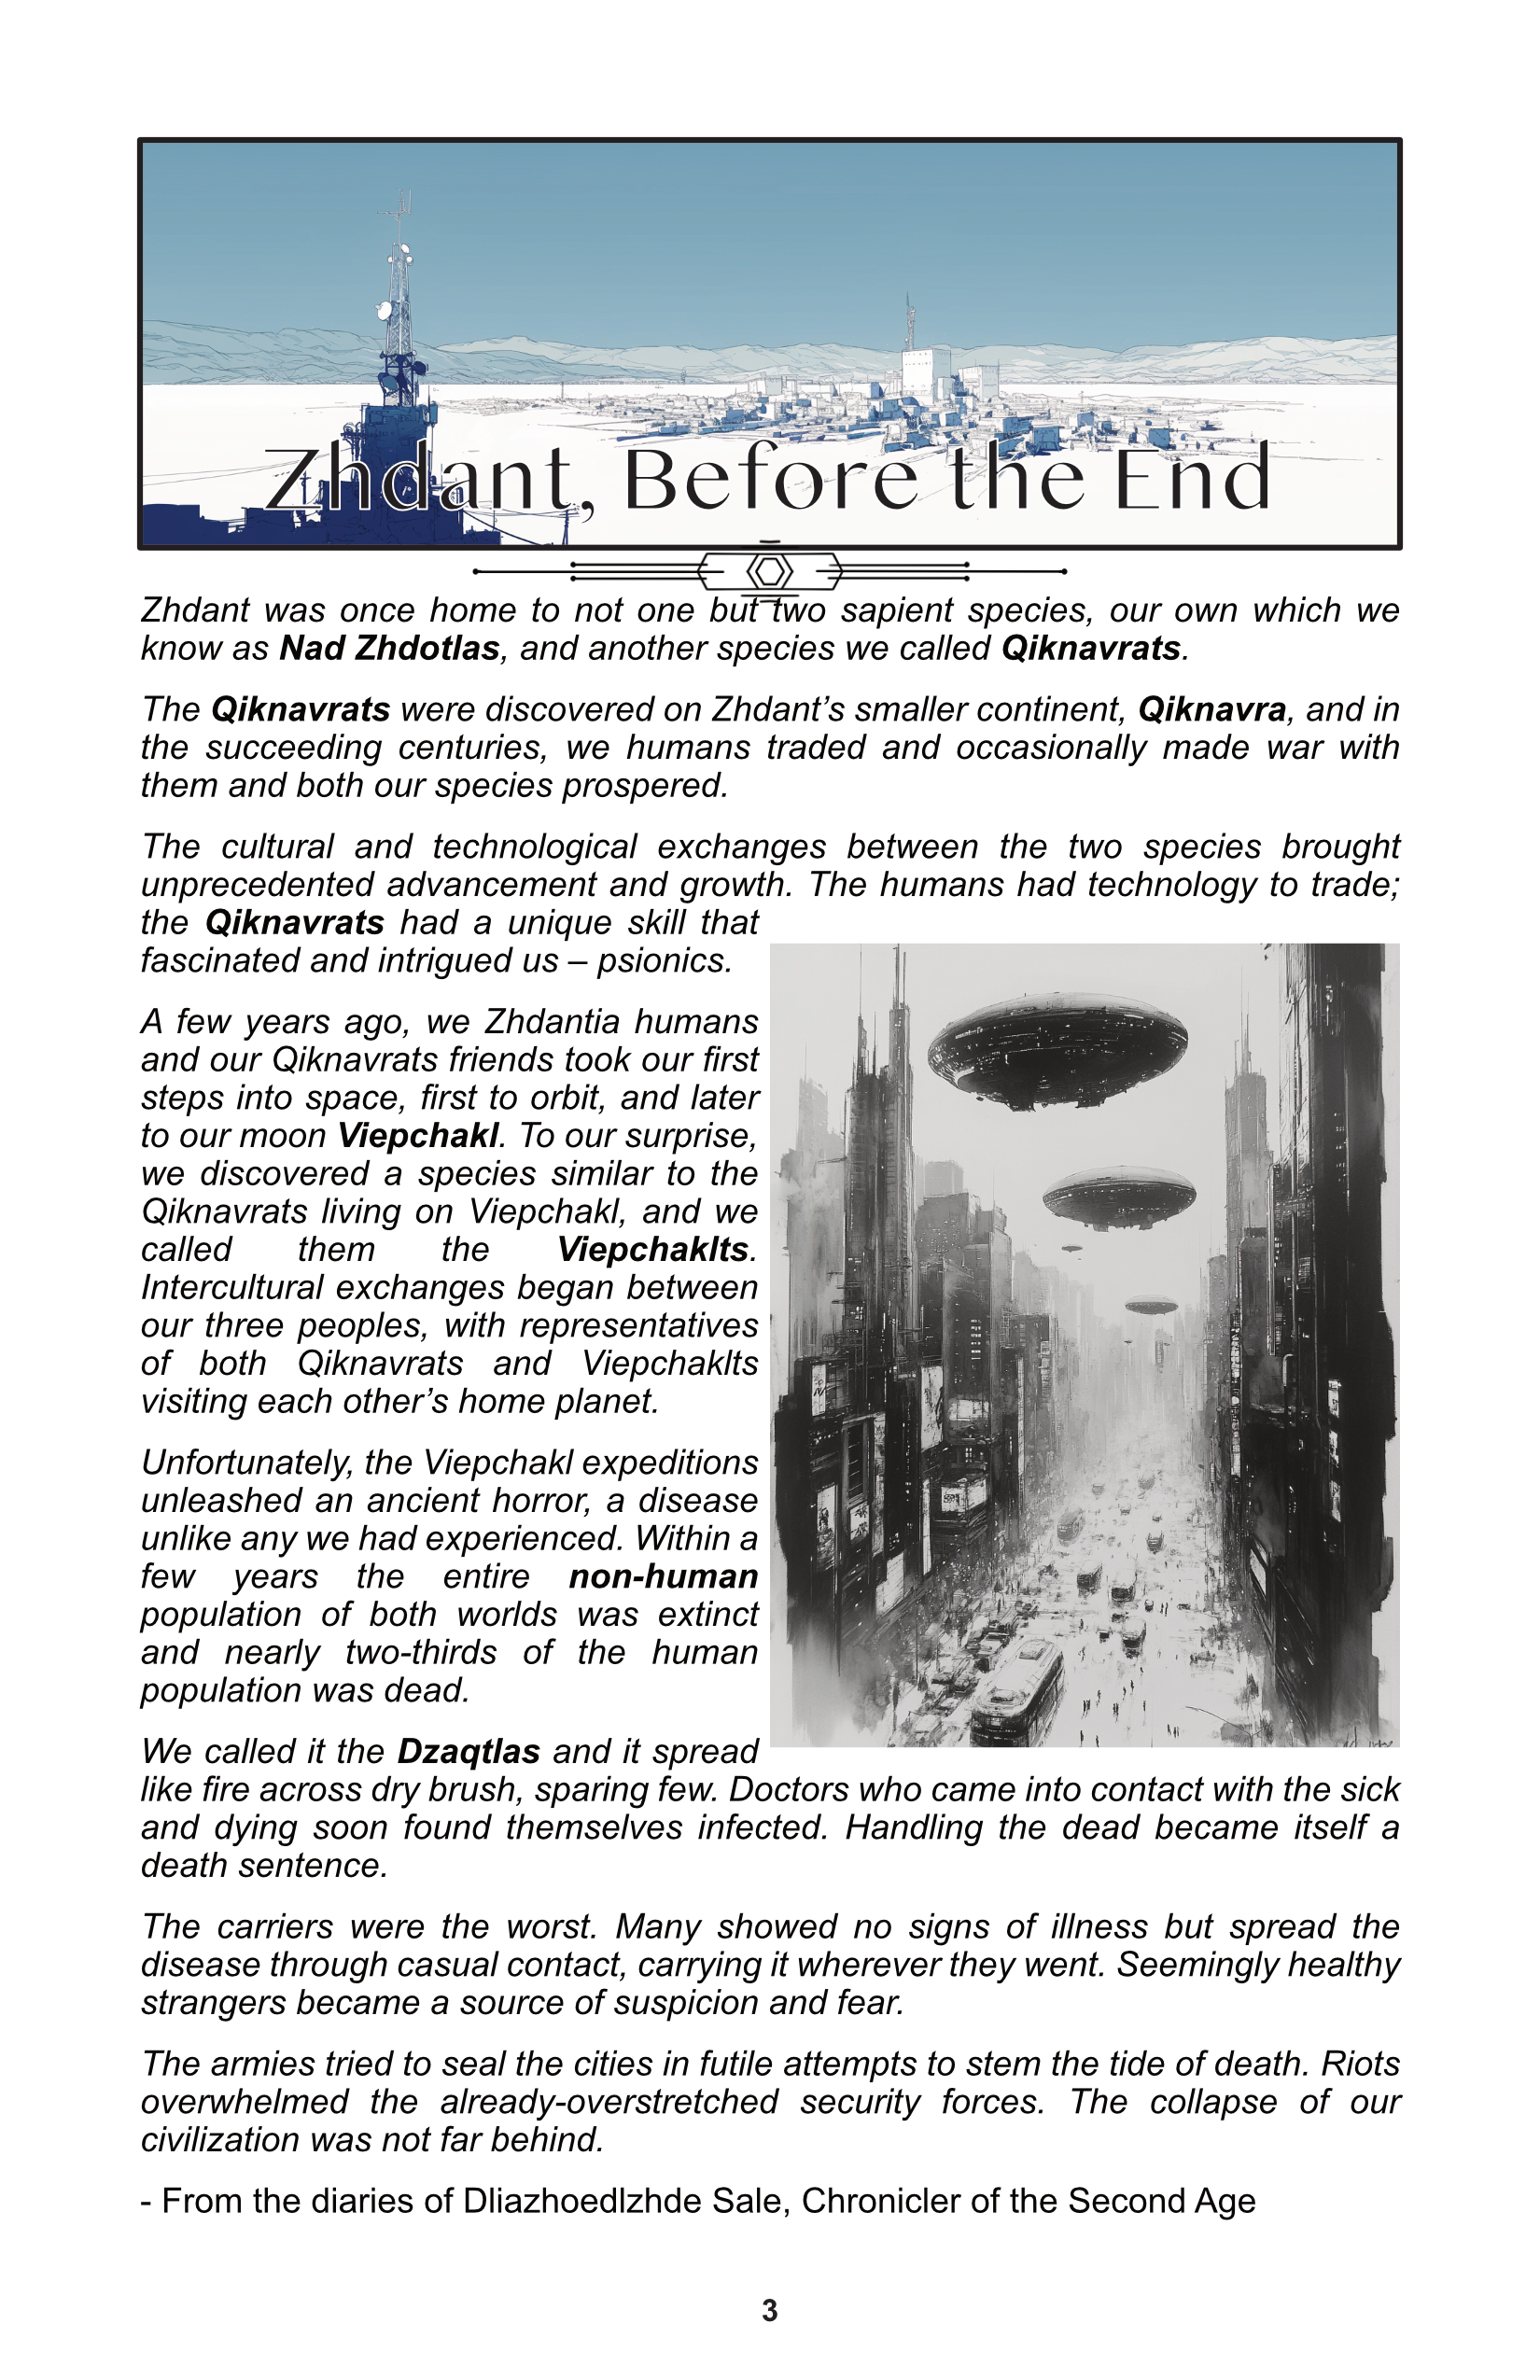 Zhdant, Before the End
Zhdant was once home to not one but two sapient species, our own which we
know as Nad Zhdotlas, and another species we called Qiknavrats.
The Qiknavrats were discovered on Zhdant’s smaller continent, Qiknavra, and in
the succeeding centuries, we humans traded and occasionally made war with
them and both our species prospered.
The cultural and technological exchanges between the two species brought
unprecedented advancement and growth. The humans had technology to trade;
the Qiknavrats had a unique skill that
fascinated and intrigued us – psionics.
A few years ago, we Zhdantia humans
and our Qiknavrats friends took our first
steps into space, first to orbit, and later
to our moon Viepchakl. To our surprise,
we discovered a species similar to the
Qiknavrats living on Viepchakl, and we
called them the Viepchaklts.
Intercultural exchanges began between
our three peoples, with representatives
of both Qiknavrats and Viepchaklts
visiting each other’s home planet.
Unfortunately, the Viepchakl expeditions
unleashed an ancient horror, a disease
unlike any we had experienced. Within a
few years the entire non-human
population of both worlds was extinct
and nearly two-thirds of the human
population was dead.
We called it the Dzaqtlas and it spread
like fire across dry brush, sparing few. Doctors who came into contact with the sick
and dying soon found themselves infected. Handling the dead became itself a
death sentence.
The carriers were the worst. Many showed no signs of illness but spread the
disease through casual contact, carrying it wherever they went. Seemingly healthy
strangers became a source of suspicion and fear.
The armies tried to seal the cities in futile attempts to stem the tide of death. Riots
overwhelmed the already-overstretched security forces. The collapse of our
civilization was not far behind.
- From the diaries of Dliazhoedlzhde Sale, Chronicler of the Second Age
3